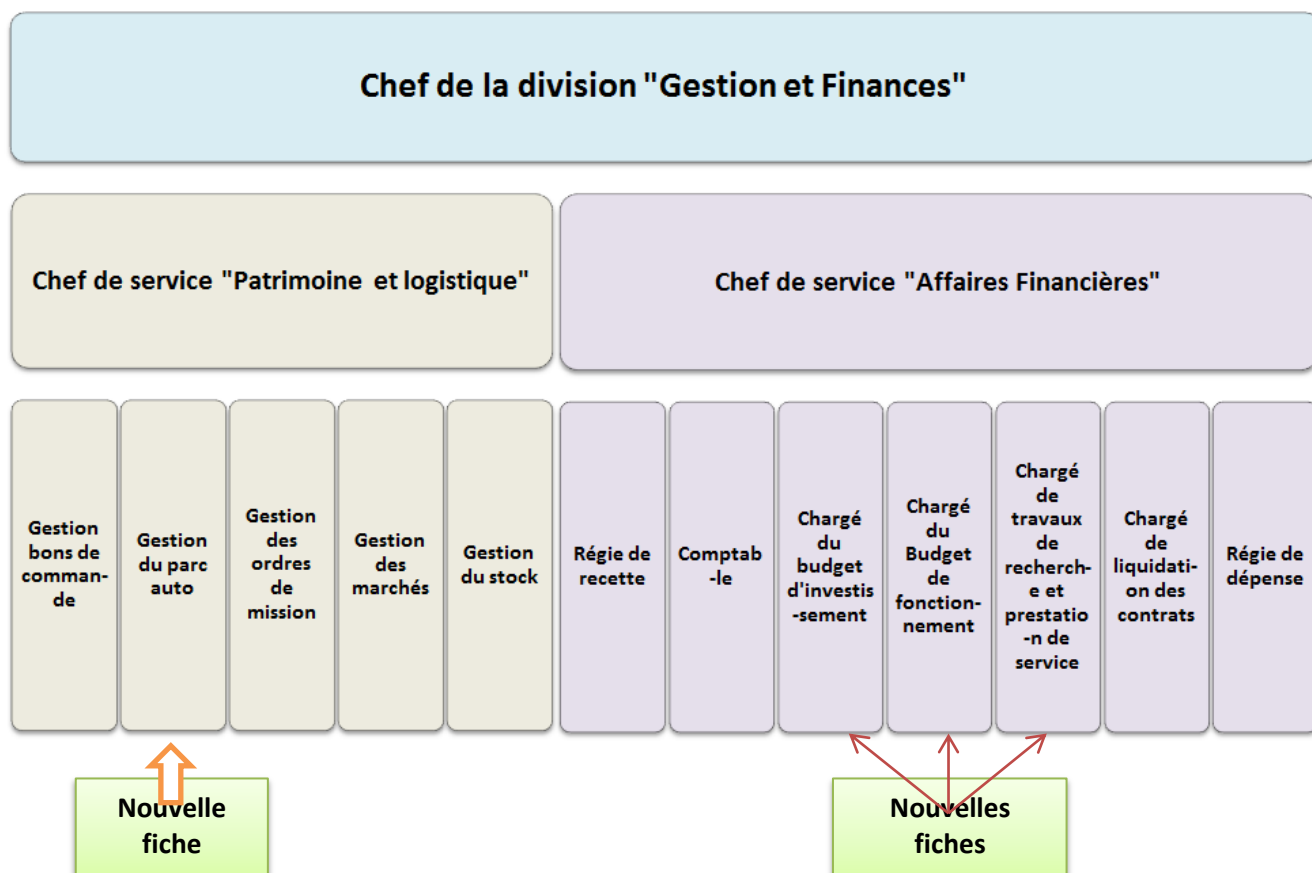 Chef de la division "Gestion et Finances"
Chef de service "Patrimoine et logistique"
Chef de service "Affaires Financières"
Gestion
bons de
comman-
de
Gestion
du parc
auto
Gestion
des
ordres
de
mission
Gestion
des
marchés
Gestion
du stock
Régie de
recette
Comptab
-le
Chargé
du
budget
d'investis
-sement
Chargé
du
Budget
de
fonction-
nement
Chargé
de
travaux
de
recherch-
e et
prestatio
-n de
service
Chargé
de
liquidati-
on des
contrats
Régie de
dépense
Nouvelle
fiche
Nouvelles
fiches